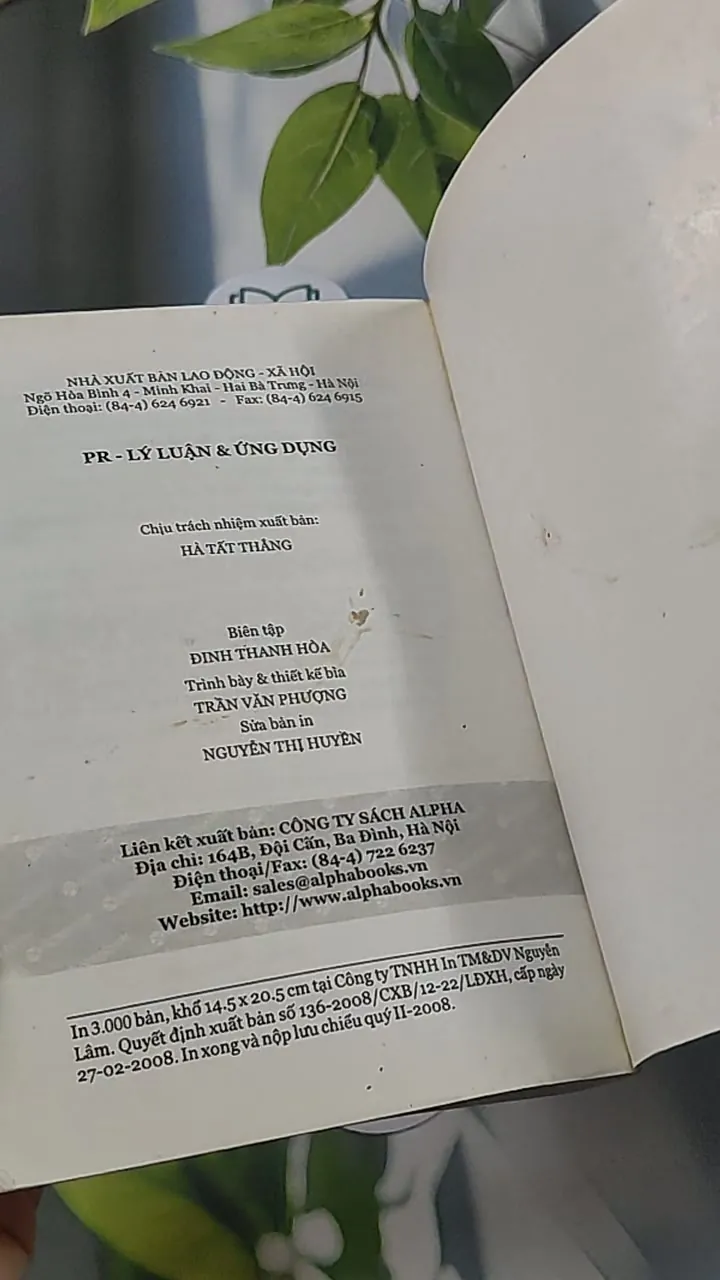 NHÀ XUẤT BẢN LAO ĐỘNG - XÃ HỘI
Ngõ Hòa Bình 4 - Minh Khai - Hai Bà Trưng - Hà Nội
Điện thoại: (84-4) 624 6921 - Fax: (84-4) 624 6915
PR - LÝ LUẬN & ỨNG DỤNG
Chịu trách nhiệm xuất bản:
HÀ TẤT THẮNG
Biên tập
ĐINH THANH HÒA
Trình bày & thiết kế bìa
TRẦN VĂN PHƯỢNG
Sửa bản in
NGUYỄN THỊ HUYỀN
Liên kết xuất bản: CÔNG TY SÁCH ALPHA
Địa chỉ: 164B, Đội Cấn, Ba Đình, Hà Nội
Điện thoại/Fax: (84-4) 722 6237
Email: sales@alphabooks.vn
Website: http://www.alphabooks.vn
In 3.000 bản, khổ 14.5 x 20.5 cm tại Công ty TNHH In TM&DV Nguyễn
Lâm. Quyết định xuất bản số 136-2008/CXB/12-22/LĐXH, cấp ngày
27-02-2008. In xong và nộp lưu chiểu quý II-2008.